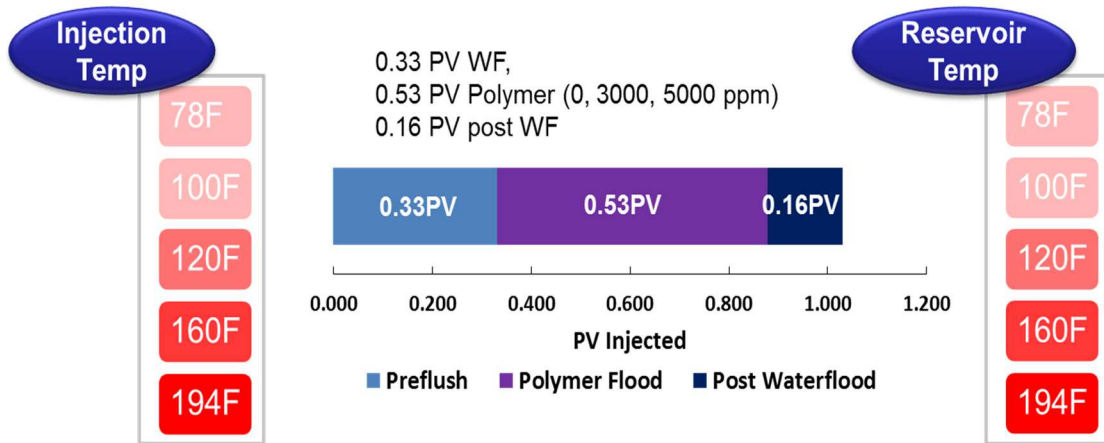 Injection
Temp
78F
100F
120F
160F
194F
0.33 PV WF,
0.53 PV Polymer (0, 3000, 5000 ppm)
0.16 PV post WF
0.33PV 0.53PV 0.16PV
0.000 0.200 0.400 0.600 0.800 1.000 1.200
PV Injected
Preflush Polymer Flood Post Waterflood
Reservoir
Temp
78F
100F
120F
160F
194F